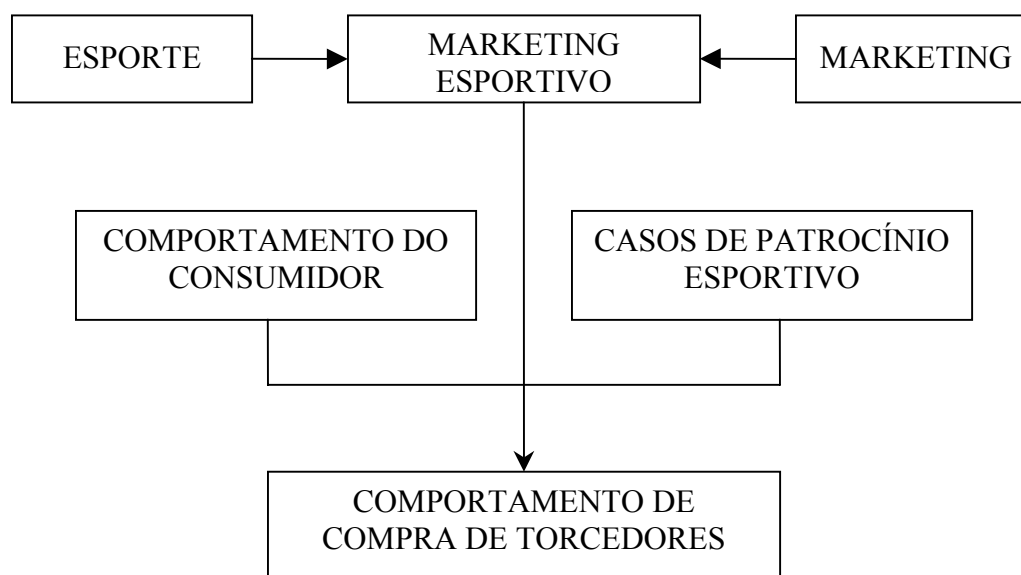 ESPORTE
MARKETING
ESPORTIVO
MARKETING
COMPORTAMENTO DO
CONSUMIDOR
CASOS DE PATROCÍNIO
ESPORTIVO
COMPORTAMENTO DE
COMPRA DE TORCEDORES